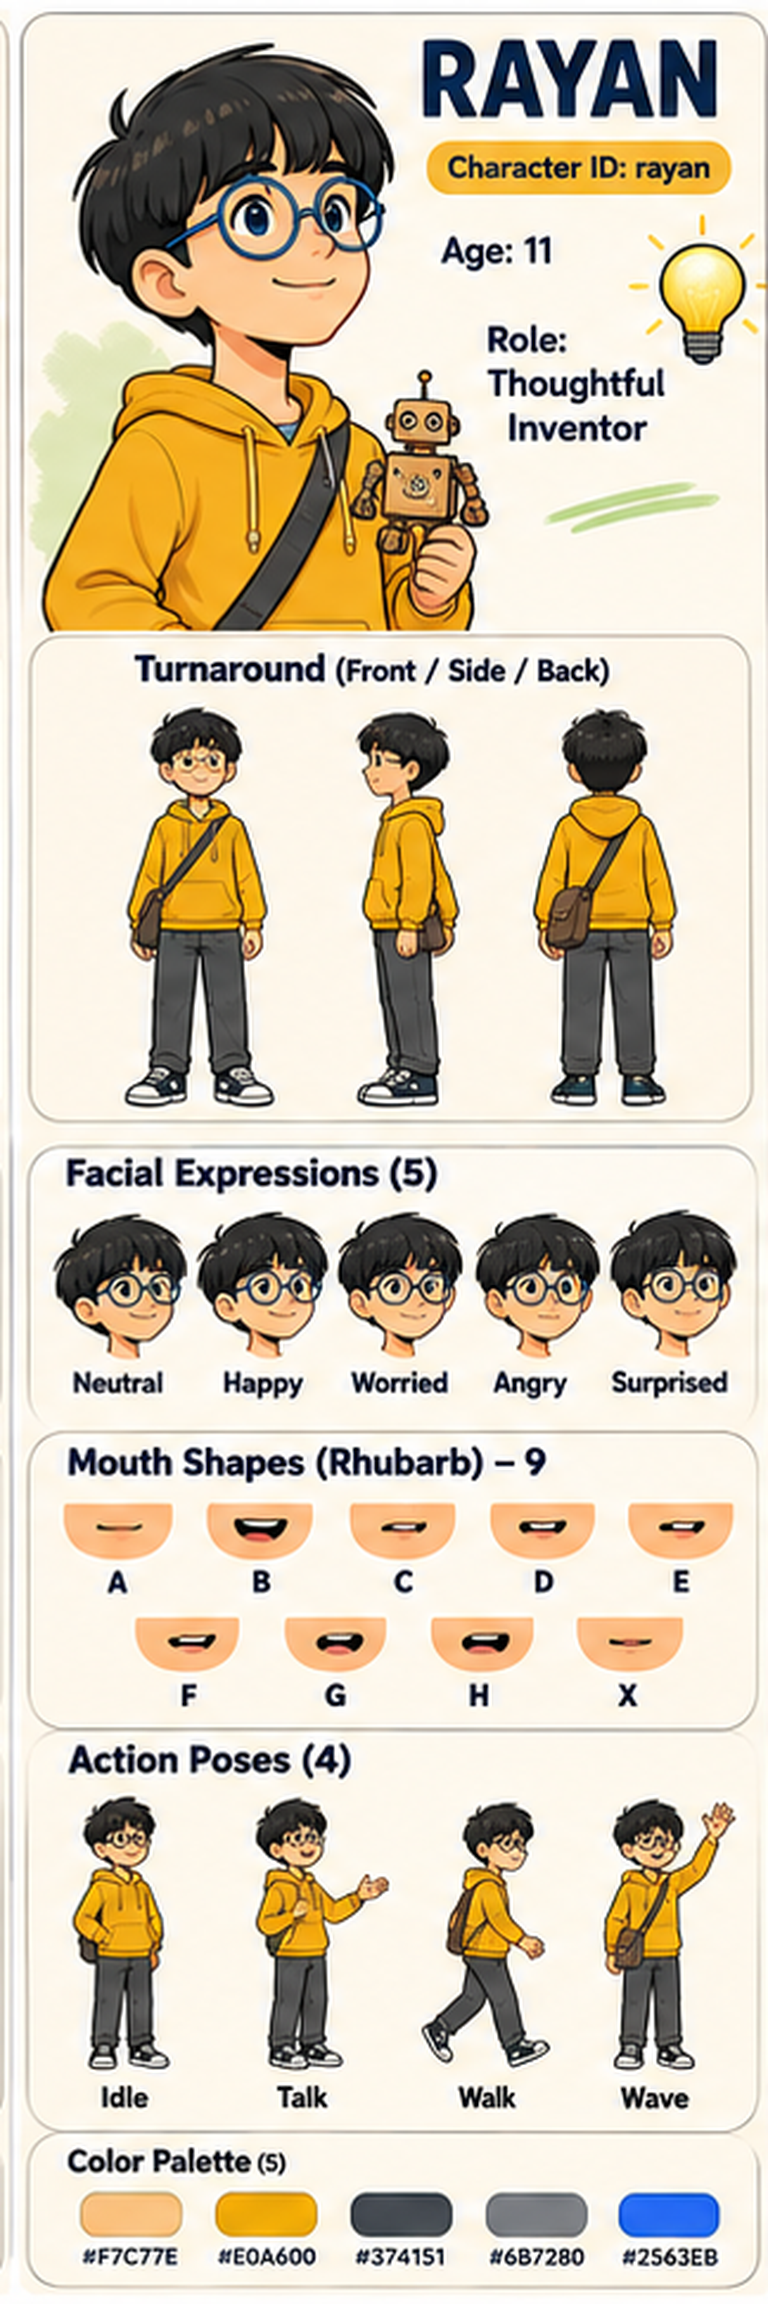 RAYAN
Character ID: rayan
Age: 11
Role:
Thoughtful
Inventor
Turnaround (Front / Side / Back)
Facial Expressions (5)
Neutral Happy Worried Angry Surprised
Mouth Shapes (Rhubarb) – 9
A B C D E
F G H X
Action Poses (4)
Idle Talk Walk Wave
Color Palette (5)
#F7C77E #E0A600 #374151 #6B7280 #2563EB